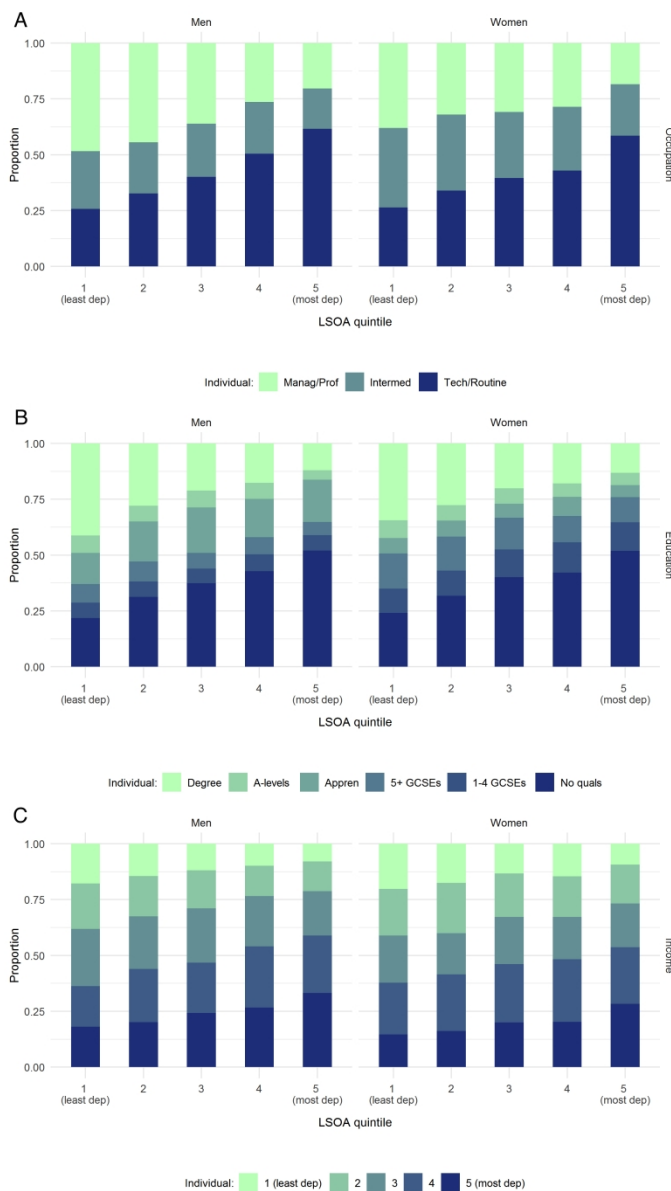 A
Men Women
1.00
0.75
0.50
0.25
0.00
Proportion
Occupation
1 2 3 4 5 1 2 3 4 5
(least dep) (most dep) (least dep) (most dep)
LSOA quintile
Individual: Manag/Prof Intermed Tech/Routine
B
Men Women
1.00
0.75
0.50
0.25
0.00
Proportion
Education
1 2 3 4 5 1 2 3 4 5
(least dep) (most dep) (least dep) (most dep)
LSOA quintile
Individual: Degree A-levels Appren 5+ GCSEs 1-4 GCSEs No quals
C
Men Women
1.00
0.75
0.50
0.25
0.00
Proportion
Income
1 2 3 4 5 1 2 3 4 5
(least dep) (most dep) (least dep) (most dep)
LSOA quintile
Individual: 1 (least dep) 2 3 4 5 (most dep)